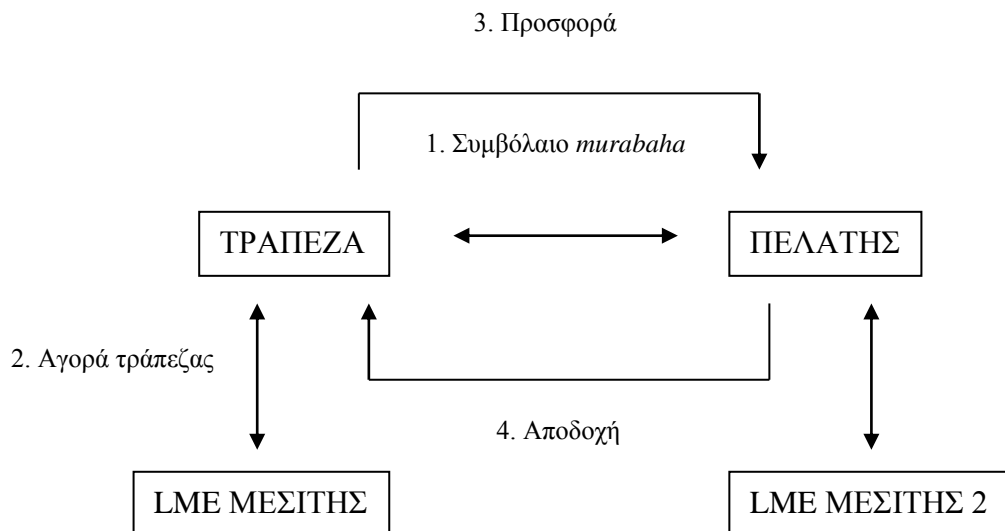 3. Προσφορά
1. Συμβόλαιο murabaha
ΤΡΑΠΕΖΑ
ΠΕΛΑΤΗΣ
2. Αγορά τράπεζας
4. Αποδοχή
LME ΜΕΣΙΤΗΣ
LME ΜΕΣΙΤΗΣ 2